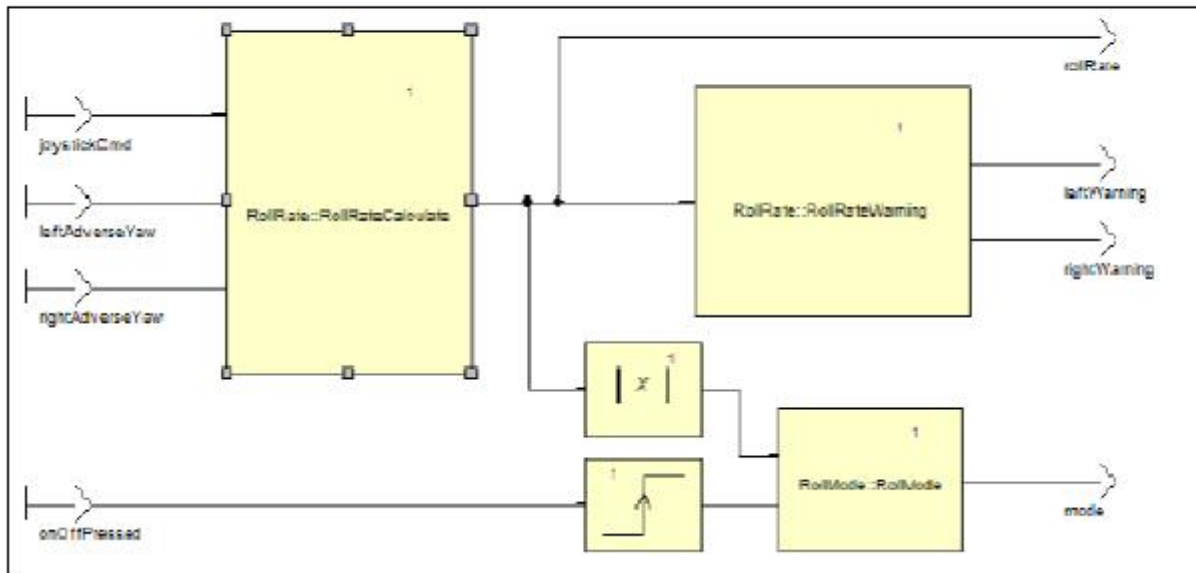 rollRate
1
1
joystickCmd
leftWarning
leftAdverseYaw
RollRate::RollRateCalculate
RollRate::RollRateWarning
rightWarning
rightAdverseYaw
1
| X |
1
1
RollMode::RollMode
mode
onOffPressed